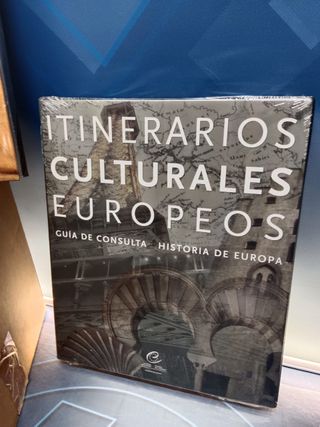 ITINERARIOS
CULTURALES
EUROPEOS
GUÍA DE CONSULTA HISTORIA DE EUROPA